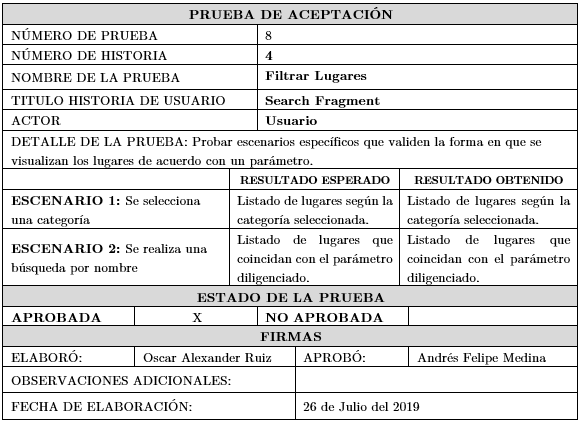 PRUEBA DE ACEPTACIÓN
NÚMERO DE PRUEBA 8
NÚMERO DE HISTORIA 4
NOMBRE DE LA PRUEBA Filtrar Lugares
TITULO HISTORIA DE USUARIO Search Fragment
ACTOR Usuario
DETALLE DE LA PRUEBA: Probar escenarios específicos que validen la forma en que se
visualizan los lugares de acuerdo con un parámetro.
RESULTADO ESPERADO RESULTADO OBTENIDO
ESCENARIO 1: Se selecciona
una categoría
Listado de lugares según la
categoría seleccionada.
Listado de lugares según la
categoría seleccionada.
ESCENARIO 2: Se realiza una
búsqueda por nombre
Listado de lugares que
coincidan con el parámetro
diligenciado.
Listado de lugares que
coincidan con el parámetro
diligenciado.
ESTADO DE LA PRUEBA
APROBADA X NO APROBADA
FIRMAS
ELABORÓ: Oscar Alexander Ruiz APROBÓ: Andrés Felipe Medina
OBSERVACIONES ADICIONALES:
FECHA DE ELABORACIÓN: 26 de Julio del 2019